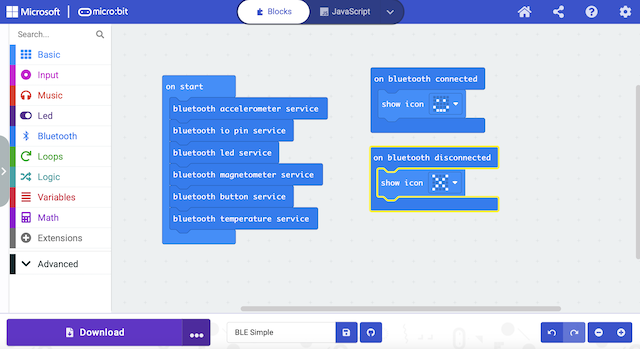 Microsoft
micro:bit
Blocks
JavaScript
Search...
Basic
Input
Music
Led
Bluetooth
Loops
Logic
Variables
Math
Extensions
Advanced
on start
bluetooth accelerometer service
bluetooth io pin service
bluetooth led service
bluetooth magnetometer service
bluetooth button service
bluetooth temperature service
on bluetooth connected
show icon
on bluetooth disconnected
show icon
Download
BLE Simple